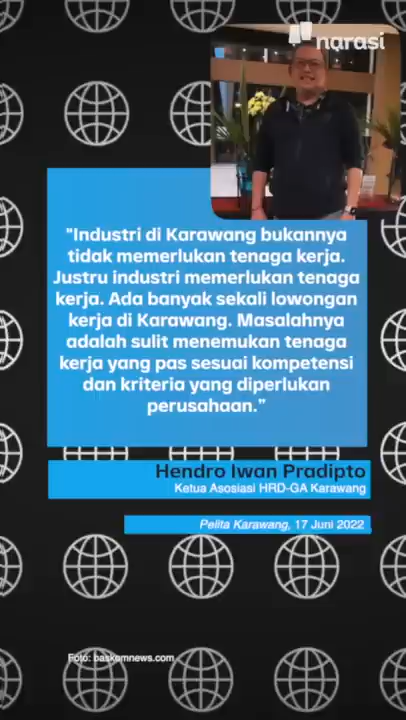 narasi
"Industri di Karawang bukannya
tidak memerlukan tenaga kerja.
Justru industri memerlukan tenaga
kerja. Ada banyak sekali lowongan
kerja di Karawang. Masalahnya
adalah sulit menemukan tenaga
kerja yang pas sesuai kompetensi
dan kriteria yang diperlukan
perusahaan."
Hendro Iwan Pradipto
Ketua Asosiasi HRD-GA Karawang
Pelita Karawang, 17 Juni 2022
Foto: baskomnews.com